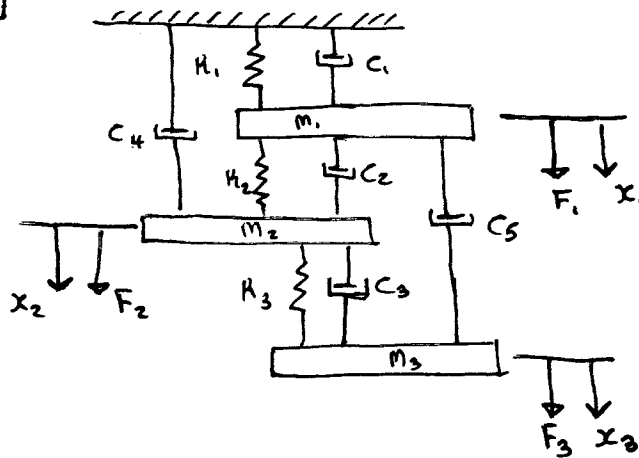 K₁ C₁
m₁
C₄
K₂ C₂
F₁ x₁
C₅
m₂
K₃ C₃
x₂ F₂
m₃
F₃ x₃